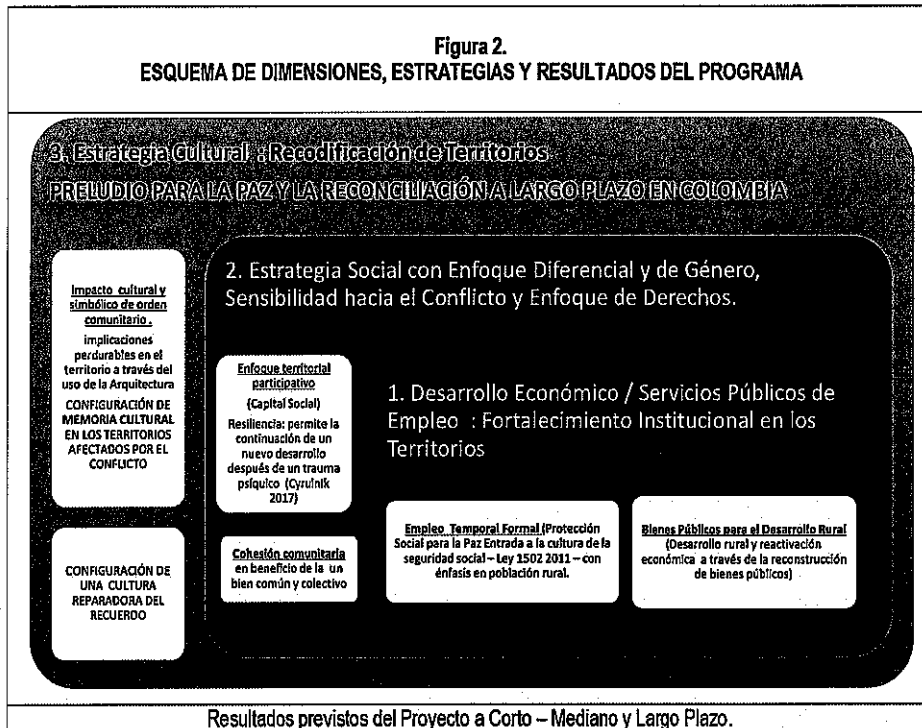 Figura 2.
ESQUEMA DE DIMENSIONES, ESTRATEGIAS Y RESULTADOS DEL PROGRAMA
3. Estrategia Cultural : Recodificación de Territorios
PRELUDIO PARA LA PAZ Y LA RECONCILIACIÓN A LARGO PLAZO EN COLOMBIA
Impacto cultural y
simbólico de orden
comunitario .
implicaciones
perdurables en el
territorio a través del
uso de la Arquitectura
CONFIGURACIÓN DE
MEMORIA CULTURAL
EN LOS TERRITORIOS
AFECTADOS POR EL
CONFLICTO
CONFIGURACIÓN DE
UNA CULTURA
REPARADORA DEL
RECUERDO
2. Estrategia Social con Enfoque Diferencial y de Género,
Sensibilidad hacia el Conflicto y Enfoque de Derechos.
Enfoque territorial
participativo
(Capital Social)
Resiliencia: permite la
continuación de un
nuevo desarrollo
después de un trauma
psíquico (Cyrulnik
2017)
Cohesión comunitaria
en beneficio de la un
bien común y colectivo
1. Desarrollo Económico / Servicios Públicos de
Empleo : Fortalecimiento Institucional en los
Territorios
Empleo Temporal Formal (Protección
Social para la Paz Entrada a la cultura de la
seguridad social – Ley 1502 2011 – con
énfasis en población rural.
Bienes Públicos para el Desarrollo Rural
(Desarrollo rural y reactivación
económica a través de la reconstrucción
de bienes públicos)
Resultados previstos del Proyecto a Corto – Mediano y Largo Plazo.